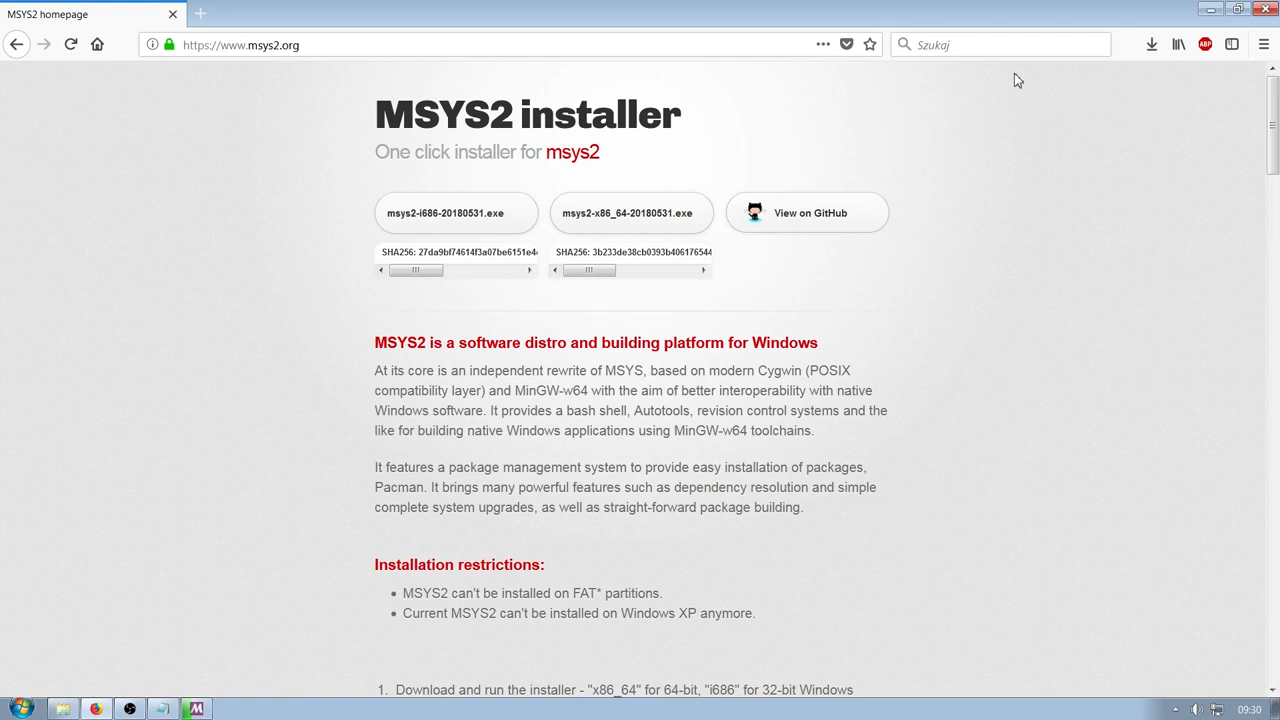 MSYS2 homepage
https://www.msys2.org
Szukaj
ABP
MSYS2 installer
One click installer for msys2
msys2-i686-20180531.exe
msys2-x86_64-20180531.exe
View on GitHub
SHA256: 27da9bf74614f3a07be6151e4
SHA256: 3b233de38cb0393b406176544
MSYS2 is a software distro and building platform for Windows
At its core is an independent rewrite of MSYS, based on modern Cygwin (POSIX
compatibility layer) and MinGW-w64 with the aim of better interoperability with native
Windows software. It provides a bash shell, Autotools, revision control systems and the
like for building native Windows applications using MinGW-w64 toolchains.
It features a package management system to provide easy installation of packages,
Pacman. It brings many powerful features such as dependency resolution and simple
complete system upgrades, as well as straight-forward package building.
Installation restrictions:
• MSYS2 can't be installed on FAT* partitions.
• Current MSYS2 can't be installed on Windows XP anymore.
1. Download and run the installer - "x86_64" for 64-bit, "i686" for 32-bit Windows
09:30